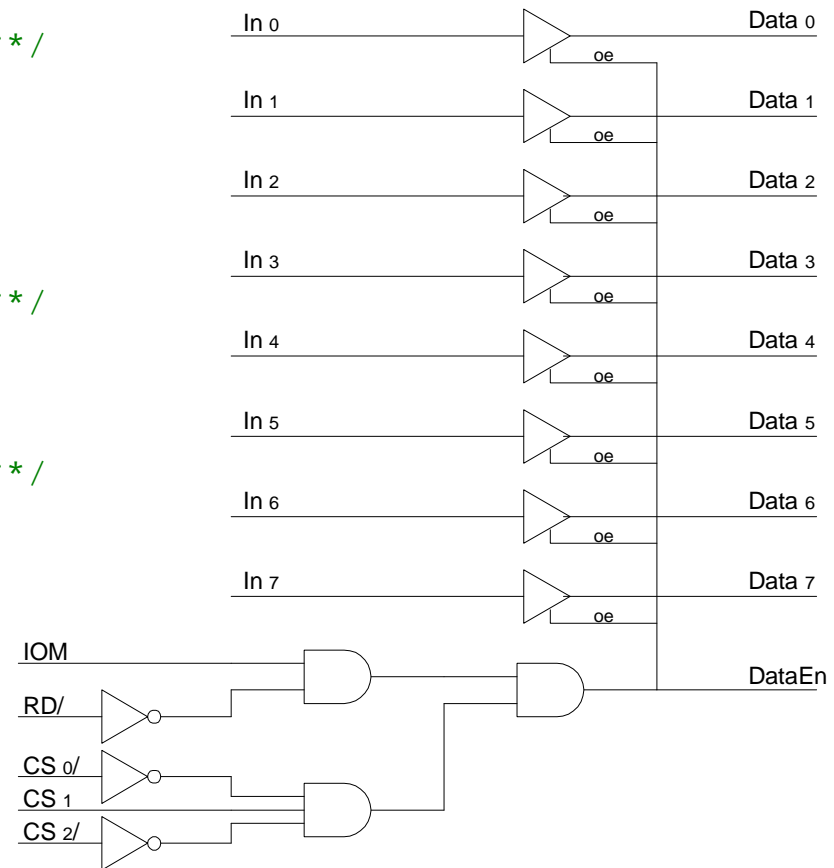 In 0 Data 0
**/
oe
In 1 Data 1
oe
In 2 Data 2
oe
In 3 Data 3
**/
oe
In 4 Data 4
oe
In 5 Data 5
**/
oe
In 6 Data 6
oe
In 7 Data 7
oe
IOM
DataEn
RD/
CS 0/
CS 1
CS 2/